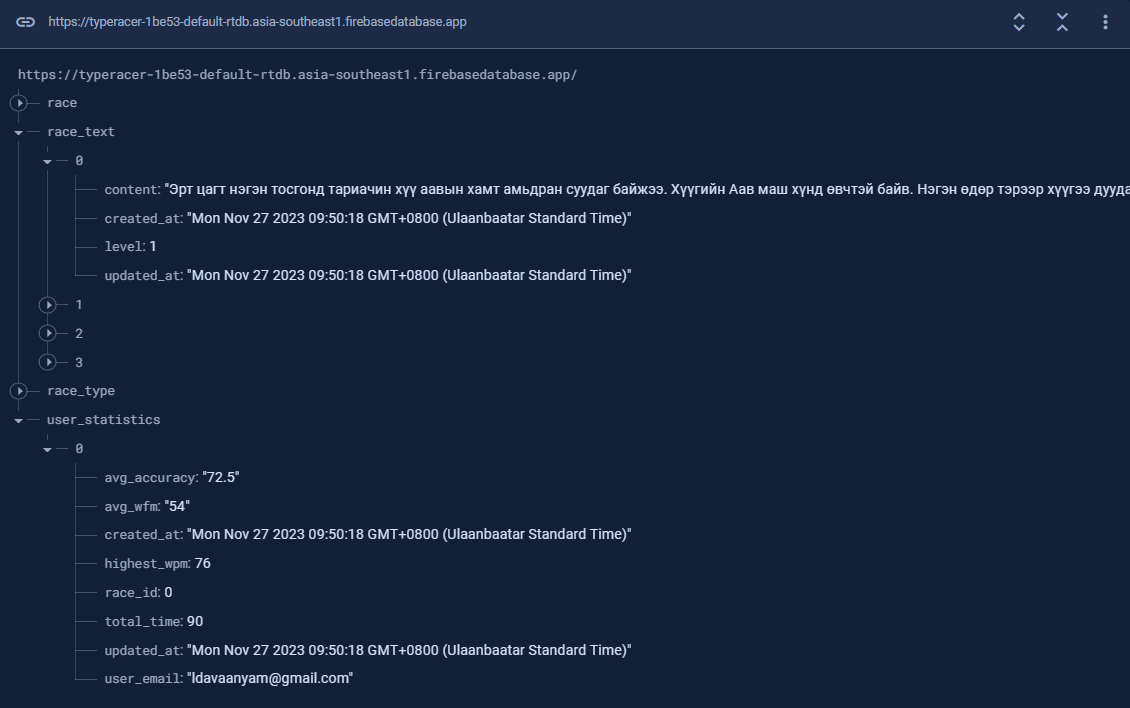 https://typeracer-1be53-default-rtdb.asia-southeast1.firebasedatabase.app
https://typeracer-1be53-default-rtdb.asia-southeast1.firebasedatabase.app/
race
race_text
0
content: "Эрт цагт нэгэн тосгонд тариачин хүү аавын хамт амьдран суудаг байжээ. Хүүгийн Аав маш хүнд өвчтэй байв. Нэгэн өдөр тэрээр хүүгээ дууда
created_at: "Mon Nov 27 2023 09:50:18 GMT+0800 (Ulaanbaatar Standard Time)"
level: 1
updated_at: "Mon Nov 27 2023 09:50:18 GMT+0800 (Ulaanbaatar Standard Time)"
1
2
3
race_type
user_statistics
0
avg_accuracy: "72.5"
avg_wfm: "54"
created_at: "Mon Nov 27 2023 09:50:18 GMT+0800 (Ulaanbaatar Standard Time)"
highest_wpm: 76
race_id: 0
total_time: 90
updated_at: "Mon Nov 27 2023 09:50:18 GMT+0800 (Ulaanbaatar Standard Time)"
user_email: "ldavaanyam@gmail.com"